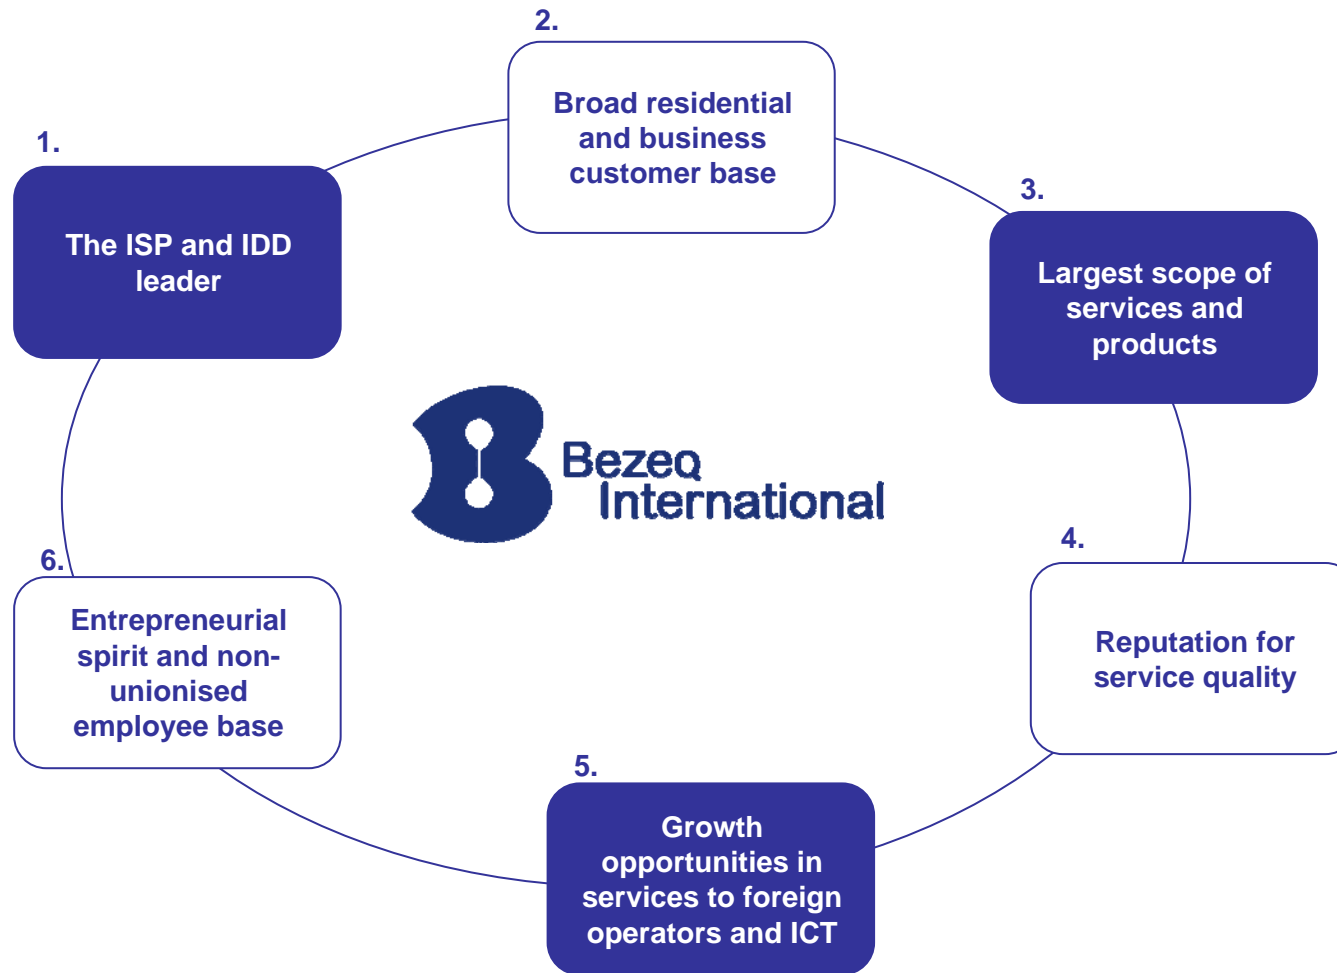 1.
The ISP and IDD
leader
2.
Broad residential
and business
customer base
3.
Largest scope of
services and
products
4.
Reputation for
service quality
5.
Growth
opportunities in
services to foreign
operators and ICT
6.
Entrepreneurial
spirit and non-
unionised
employee base
Bezeq
International